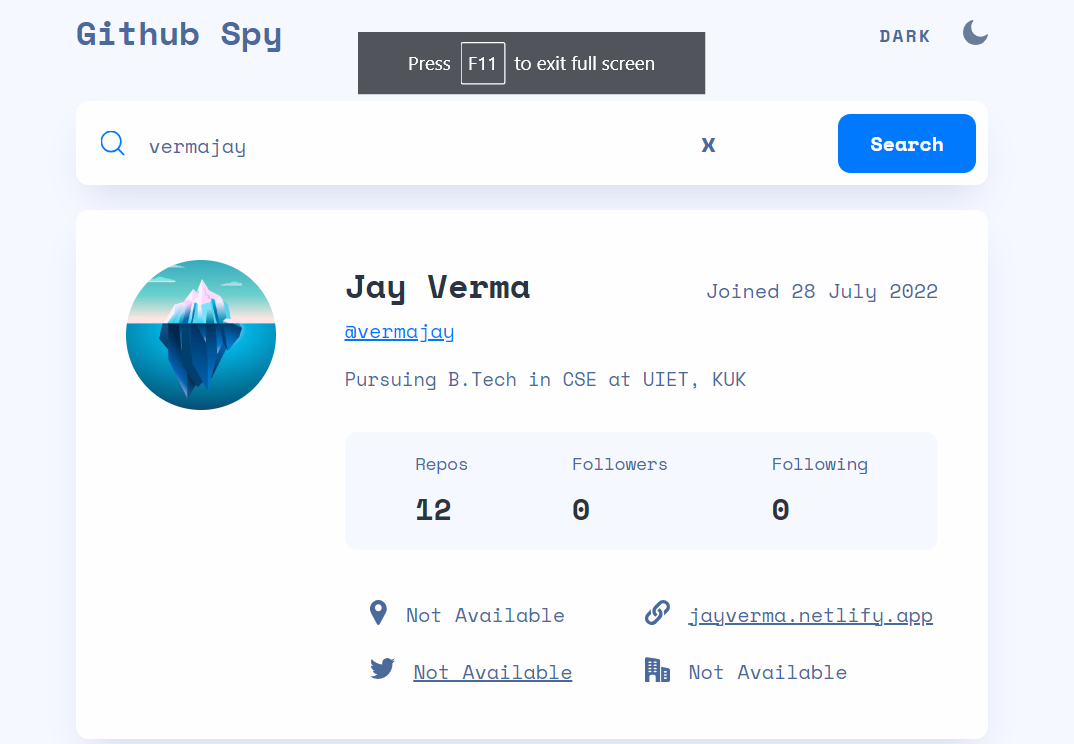 Github Spy
DARK
Press F11 to exit full screen
vermajay
X
Search
Jay Verma
Joined 28 July 2022
@vermajay
Pursuing B.Tech in CSE at UIET, KUK
Repos Followers Following
12 0 0
Not Available jayverma.netlify.app
Not Available Not Available